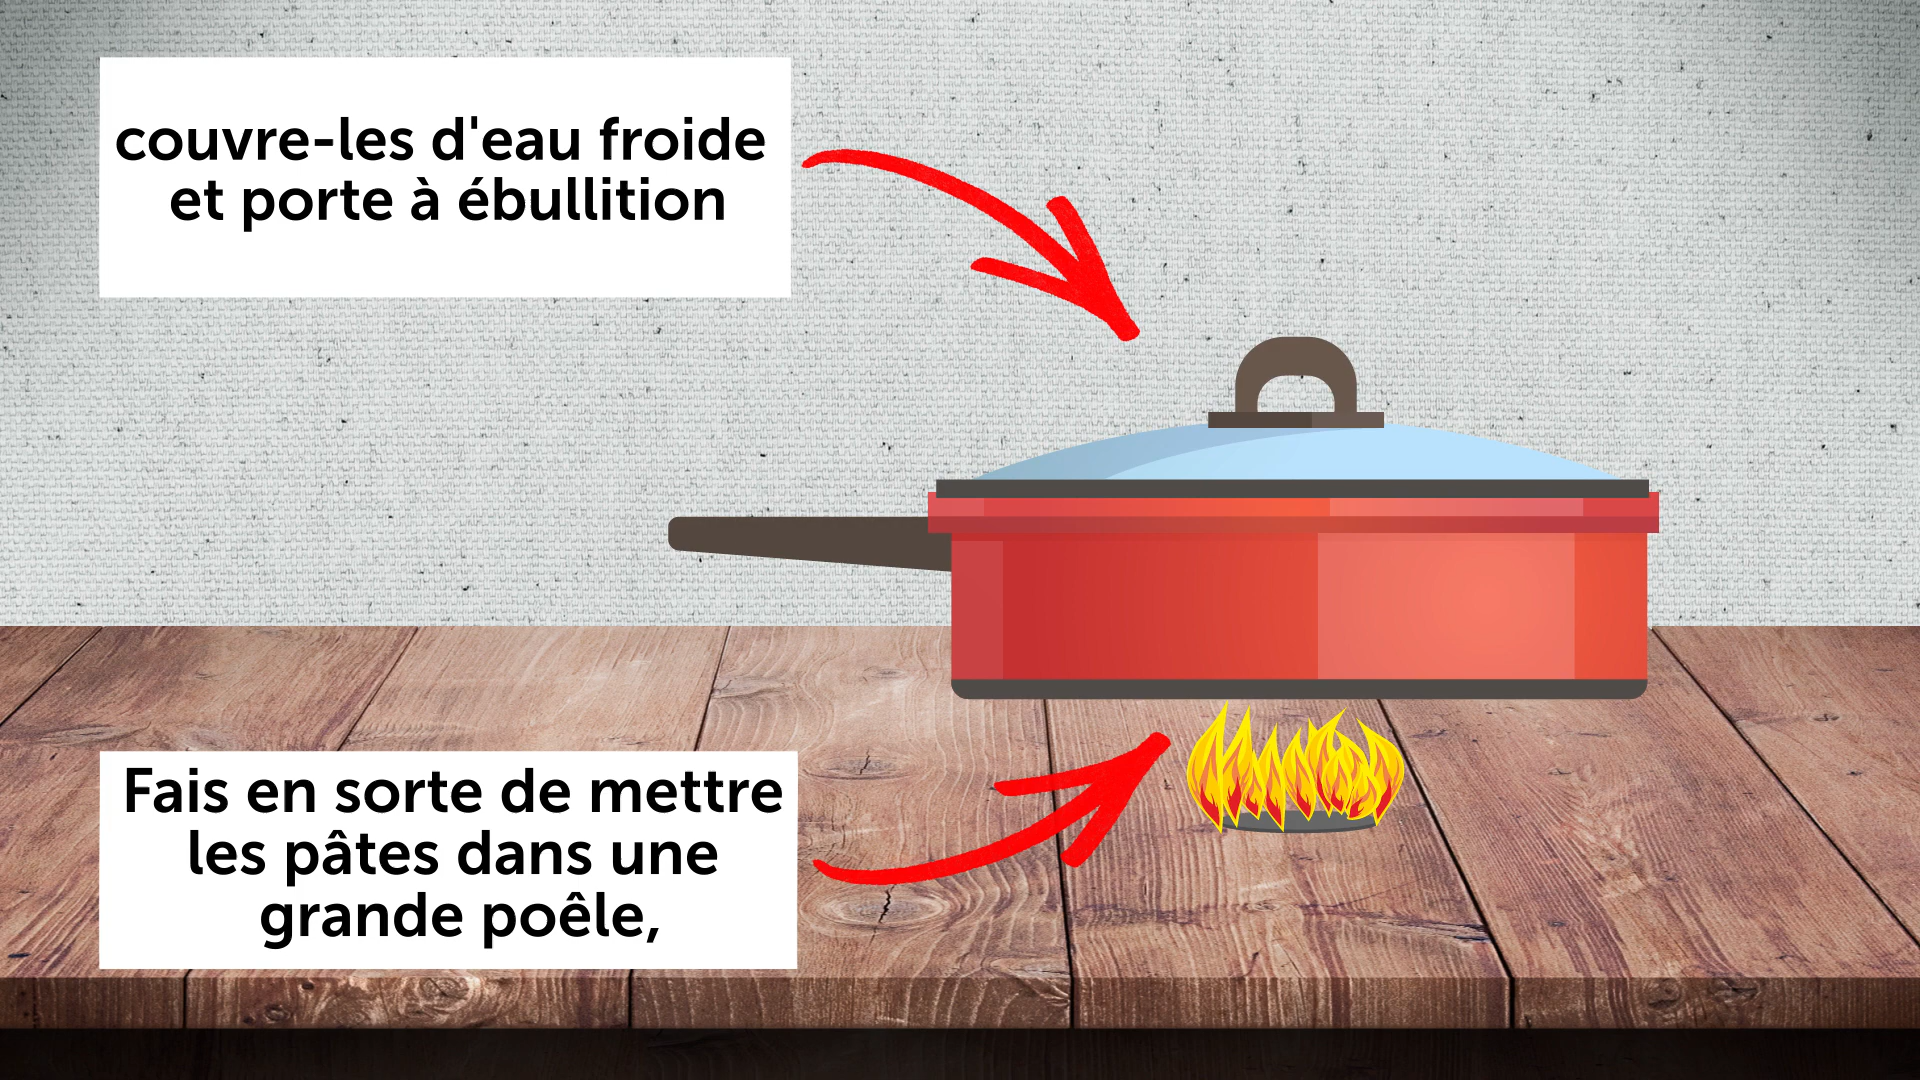 couvre-les d'eau froide
et porte à ébullition
Fais en sorte de mettre
les pâtes dans une
grande poêle,